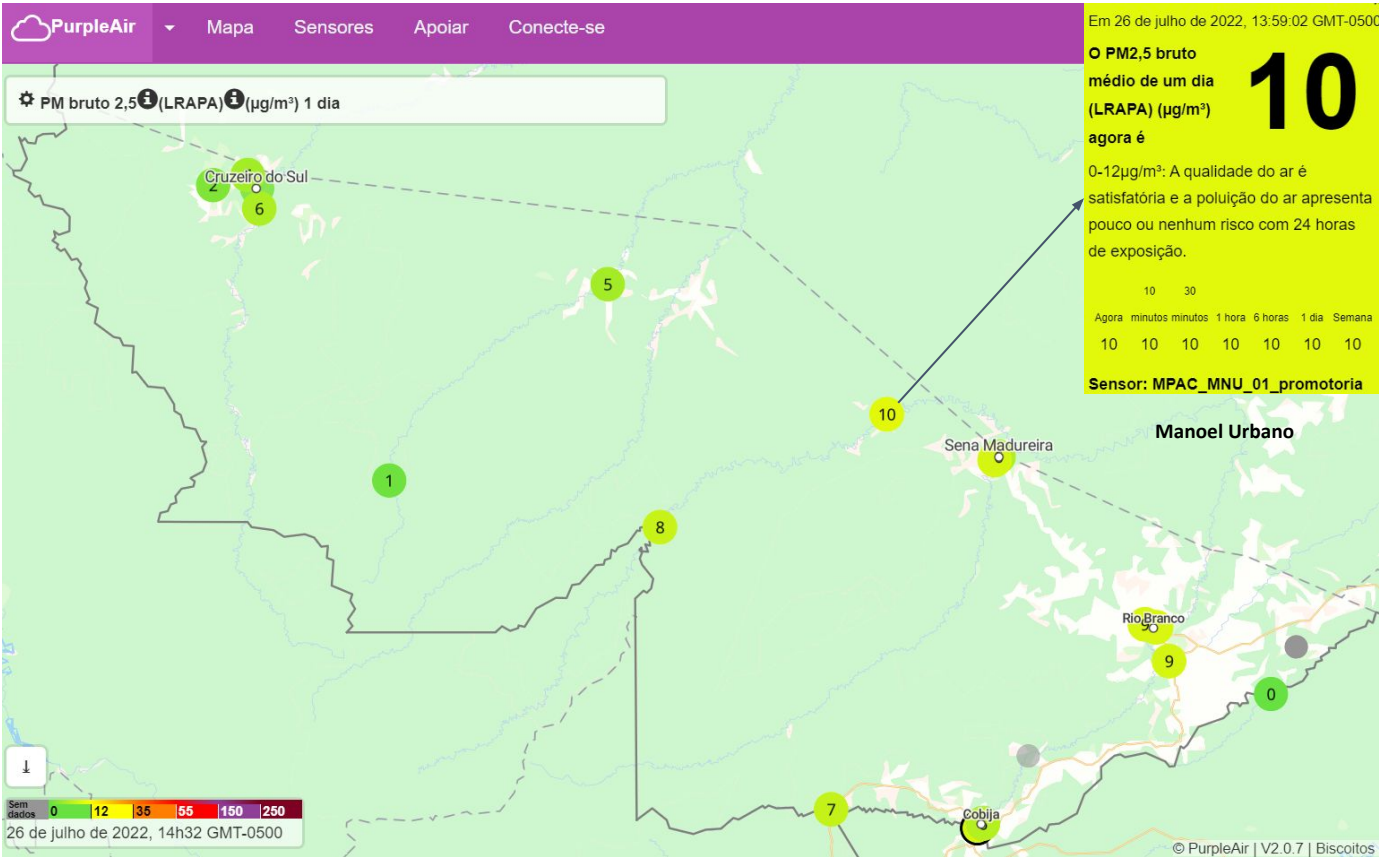 PurpleAir
Mapa
Sensores
Apoiar
Conecte-se
PM bruto 2,5 (LRAPA) (µg/m³) 1 dia
Em 26 de julho de 2022, 13:59:02 GMT-0500
O PM2,5 bruto
médio de um dia
(LRAPA) (µg/m³)
agora é
10
0-12µg/m³: A qualidade do ar é
satisfatória e a poluição do ar apresenta
pouco ou nenhum risco com 24 horas
de exposição.
10 30
Agora minutos minutos 1 hora 6 horas 1 dia Semana
10 10 10 10 10 10 10
Sensor: MPAC_MNU_01_promotoria
Manoel Urbano
Cruzeiro do Sul
2
6
5
10
Sena Madureira
1
8
Rio Branco
9
9
0
7
Cobija
Sem
dados 0 12 35 55 150 250
26 de julho de 2022, 14h32 GMT-0500
© PurpleAir | V2.0.7 | Biscoitos